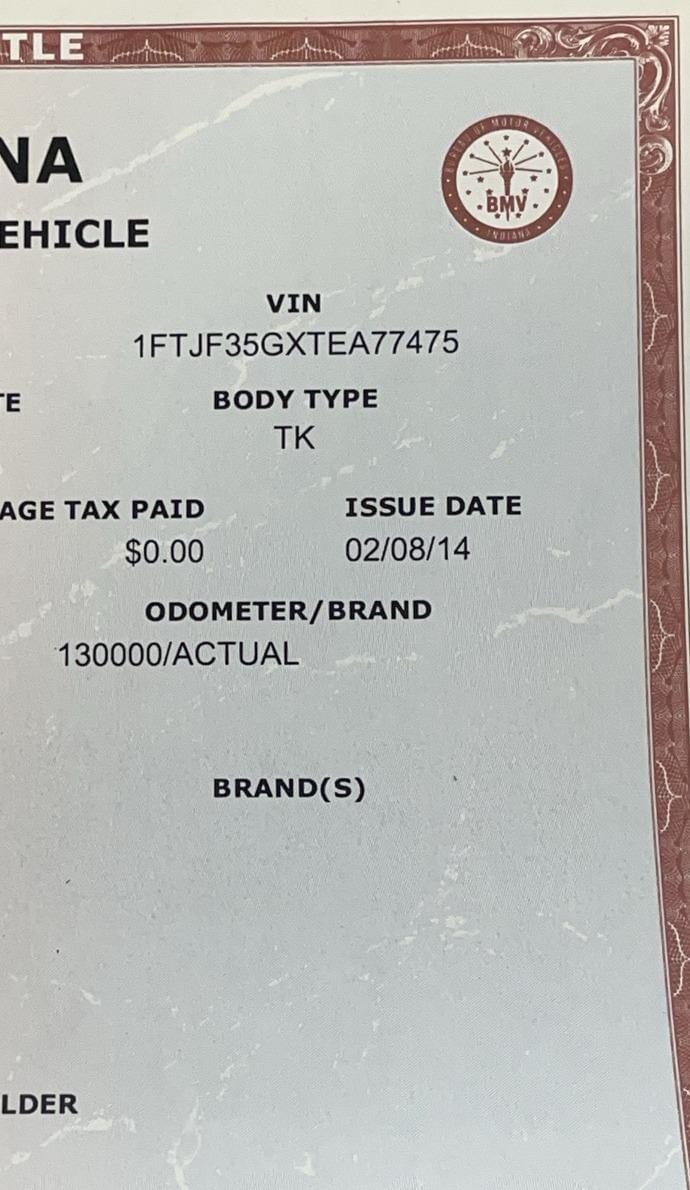 TLE
NA
BUREAU OF MOTOR VEHICLES
BMV
INDIANA
EHICLE
VIN
1FTJF35GXTEA77475
TE
BODY TYPE
TK
AGE TAX PAID
ISSUE DATE
$0.00
02/08/14
ODOMETER/BRAND
130000/ACTUAL
BRAND(S)
LDER